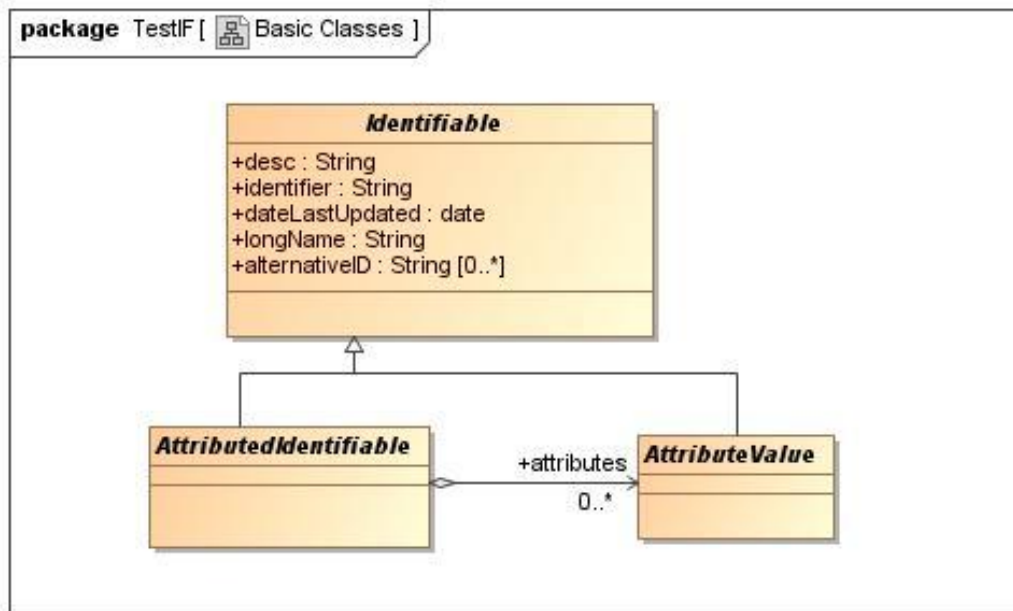 package TestIF [ Basic Classes ]
Identifiable
+desc : String
+identifier : String
+dateLastUpdated : date
+longName : String
+alternativeID : String [0..*]
AttributedIdentifiable
+attributes
AttributeValue
0..*